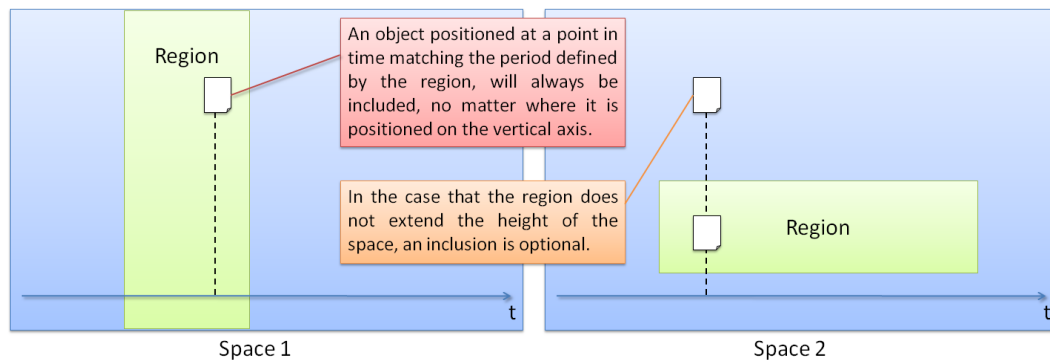 Region
An object positioned at a point in
time matching the period defined
by the region, will always be
included, no matter where it is
positioned on the vertical axis.
In the case that the region does
not extend the height of the
space, an inclusion is optional.
Region
t
t
Space 1
Space 2